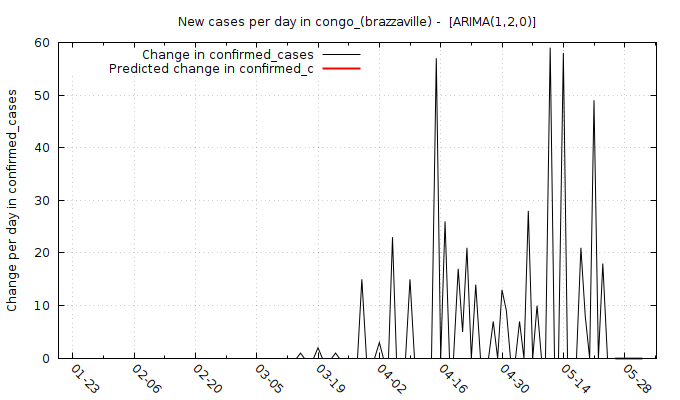 New cases per day in congo_(brazzaville) - [ARIMA(1,2,0)]
Change in confirmed_cases
Predicted change in confirmed_c
Change per day in confirmed_cases
60
50
40
30
20
10
0
01-23 02-06 02-20 03-05 03-19 04-02 04-16 04-30 05-14 05-28